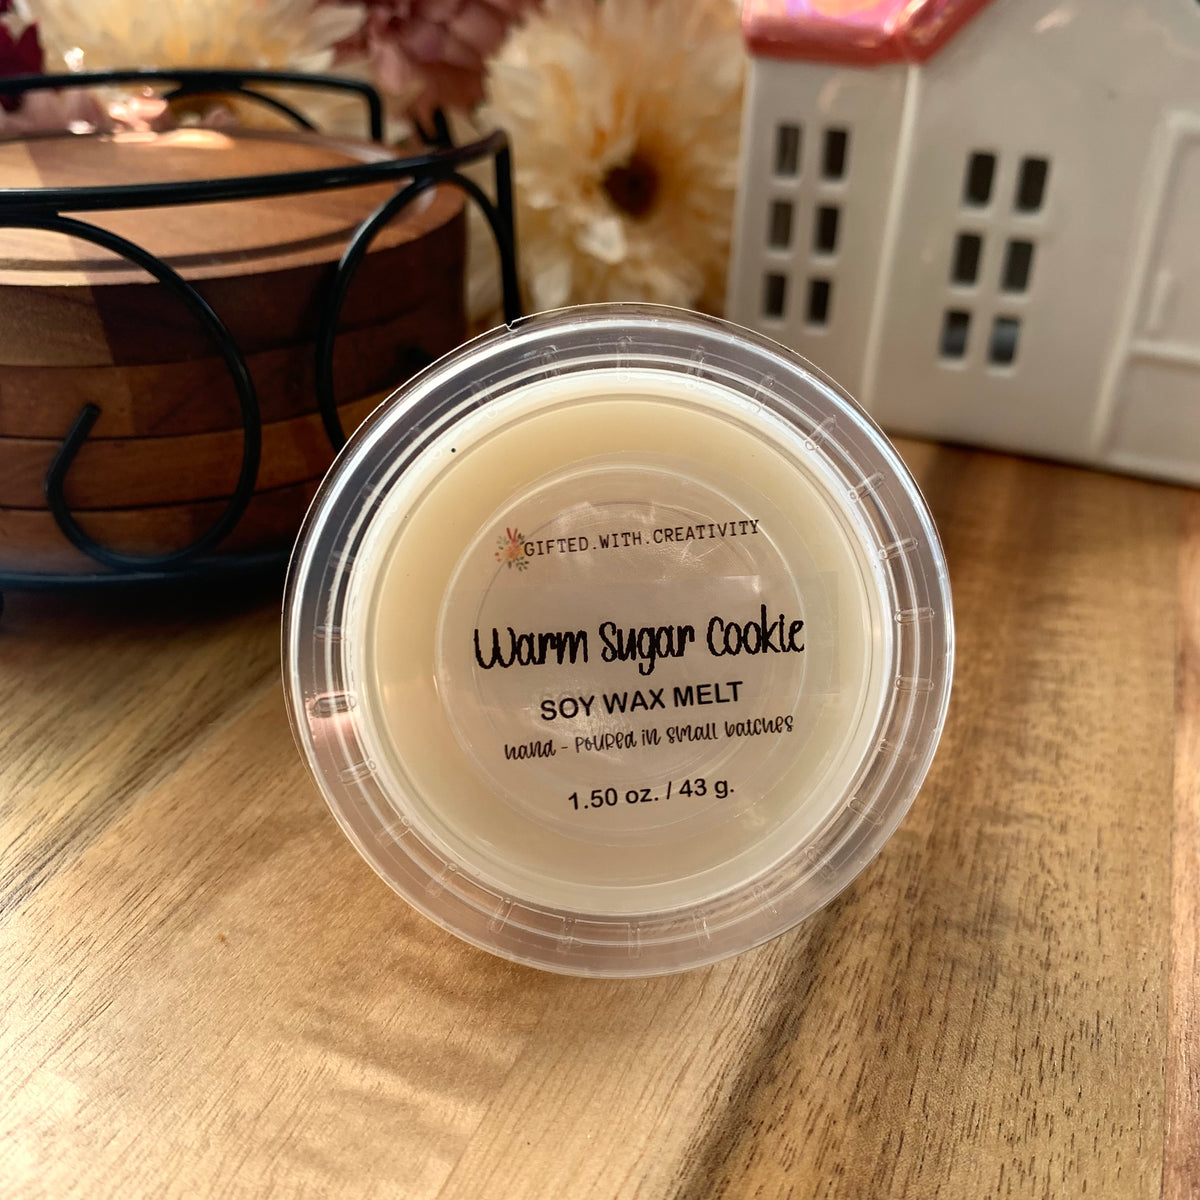 GIFTED.WITH.CREATIVITY
Warm Sugar Cookie
SOY WAX MELT
hand - poured in small batches
1.50 oz. / 43 g.